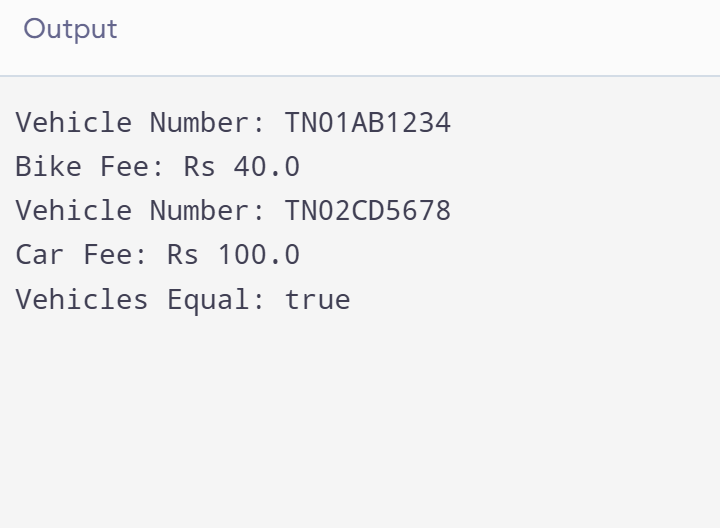 Output
Vehicle Number: TN01AB1234
Bike Fee: Rs 40.0
Vehicle Number: TN02CD5678
Car Fee: Rs 100.0
Vehicles Equal: true